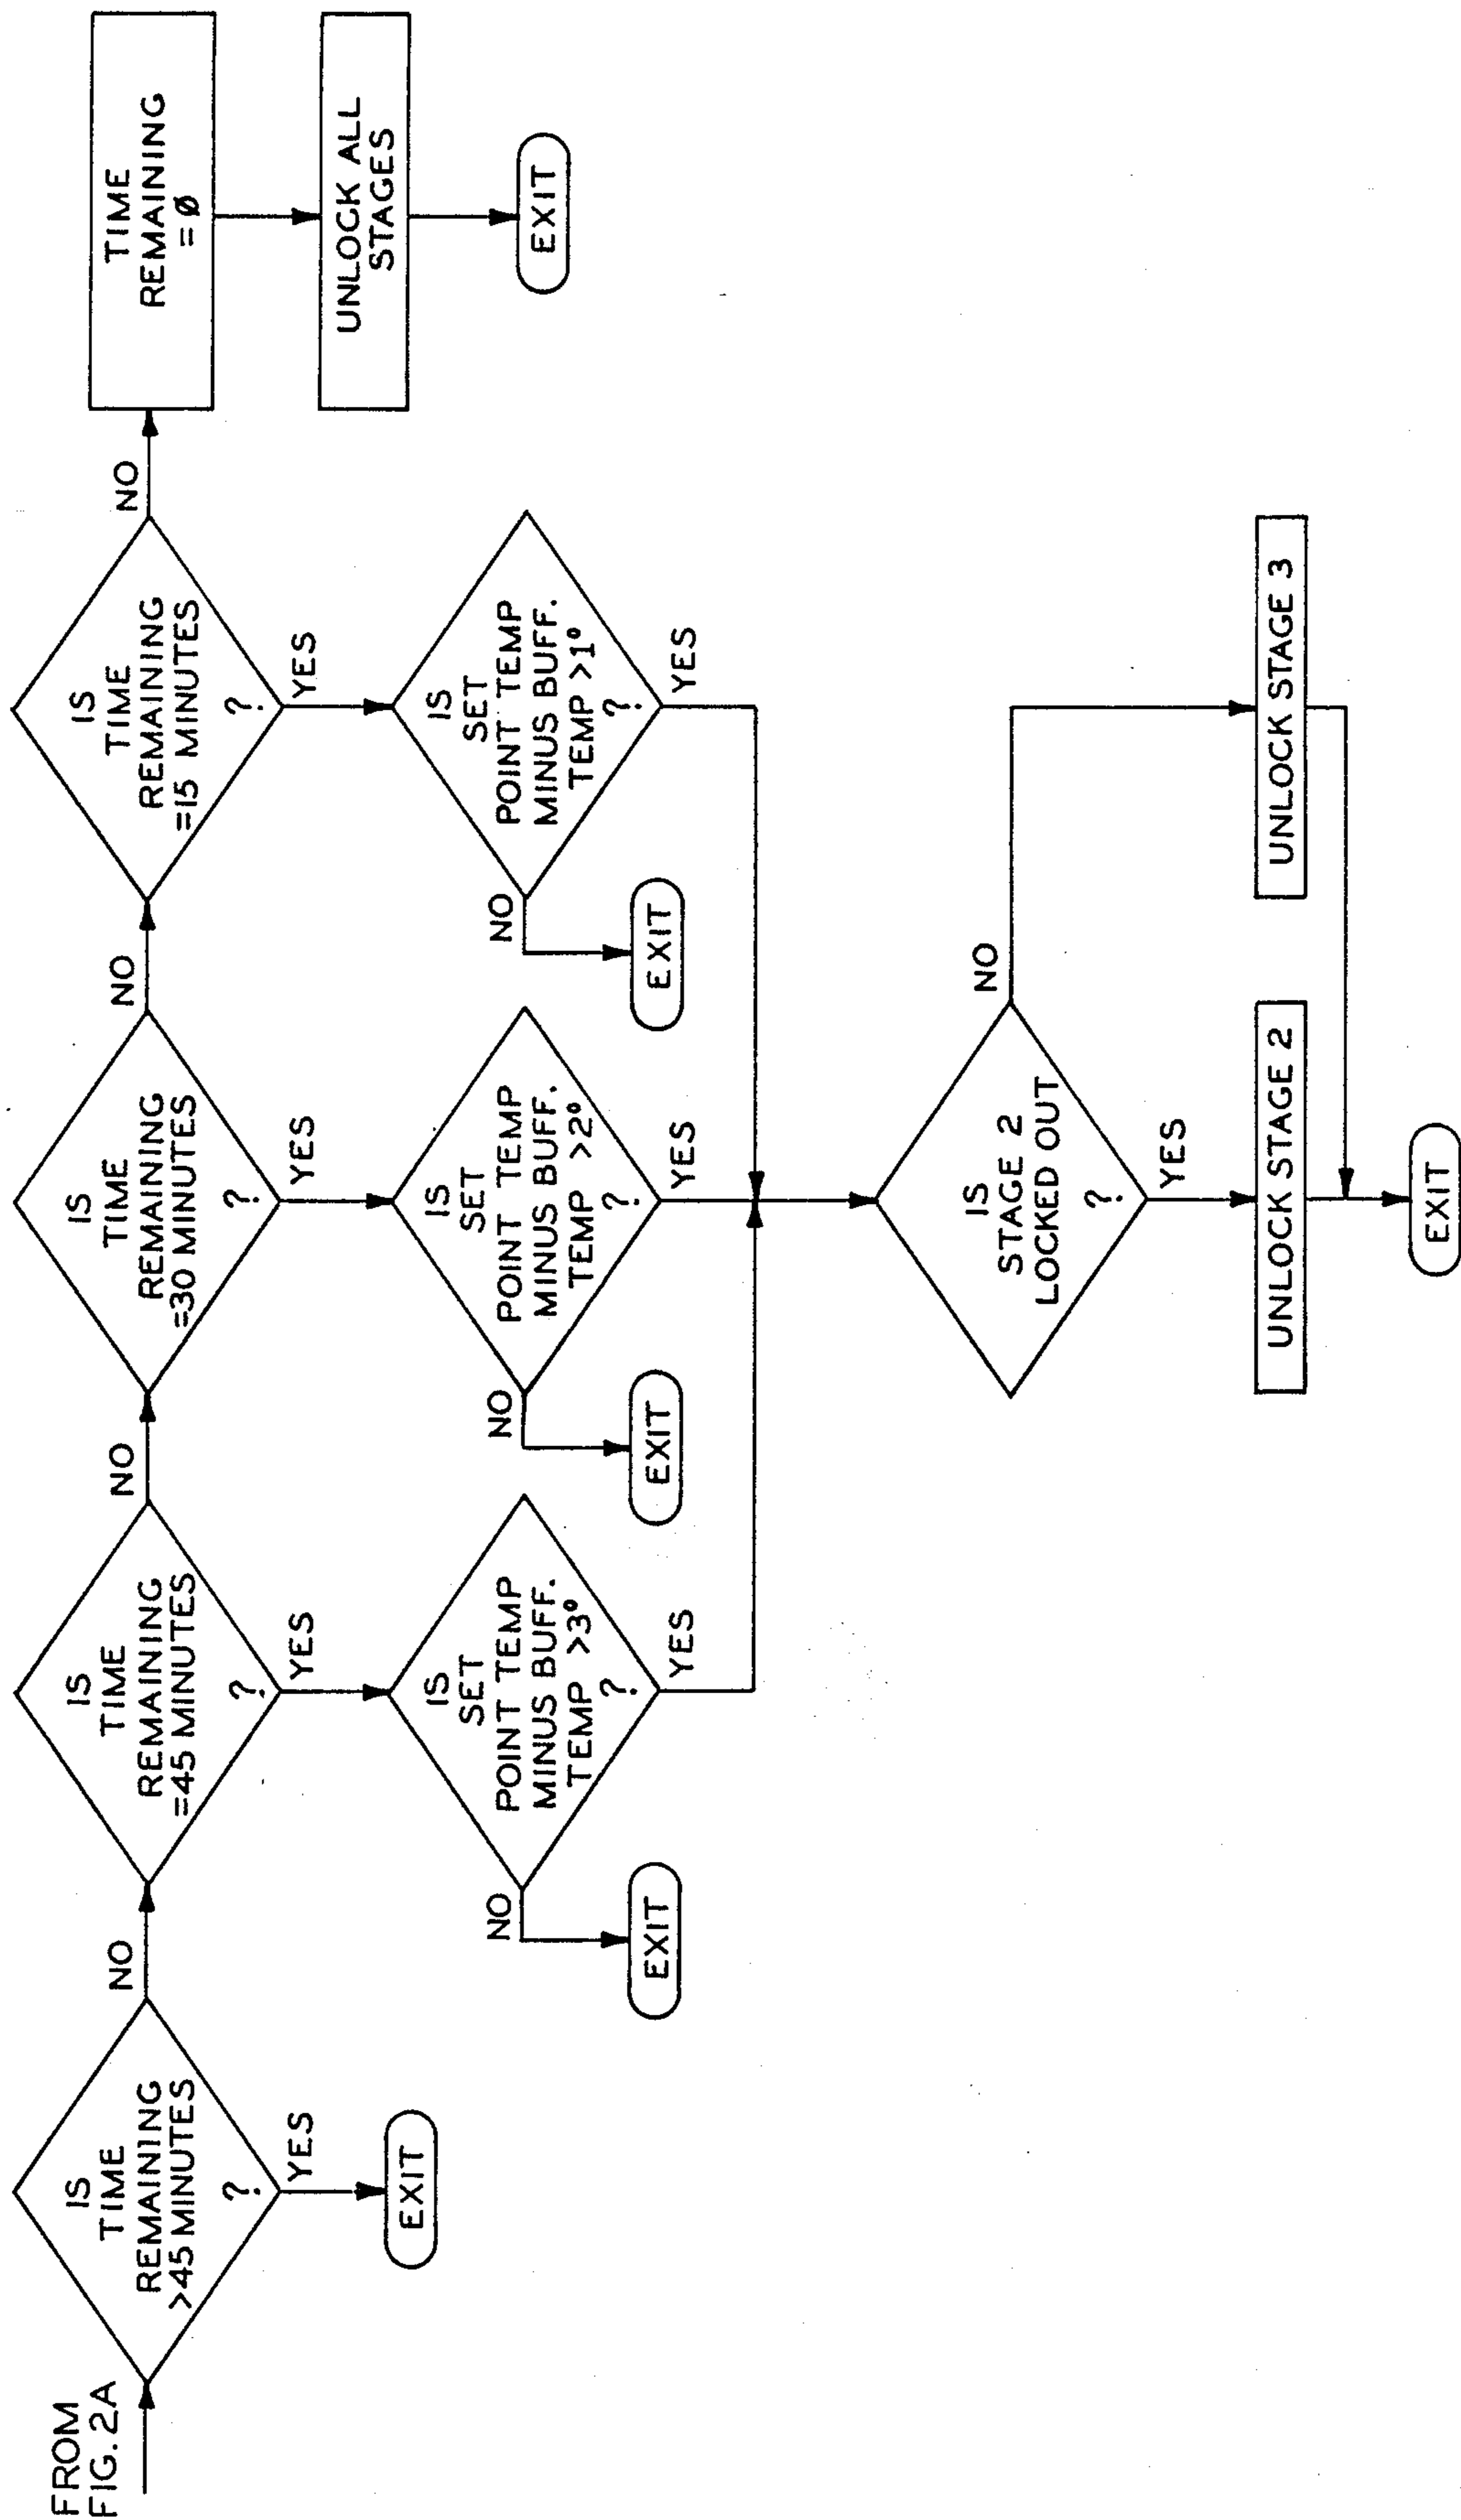 FROM
FIG. 2A
IS
TIME
REMAINING
>45 MINUTES
?
YES
EXIT
NO
IS
TIME
REMAINING
=45 MINUTES
?
YES
IS
SET
POINT TEMP
MINUS BUFF.
TEMP >3°
?
NO
EXIT
YES
NO
IS
TIME
REMAINING
=30 MINUTES
?
YES
IS
SET
POINT TEMP
MINUS BUFF.
TEMP >2°
?
NO
EXIT
YES
NO
IS
TIME
REMAINING
=15 MINUTES
?
YES
IS
SET
POINT TEMP
MINUS BUFF.
TEMP >1°
?
NO
EXIT
YES
NO
TIME
REMAINING
=Ø
UNLOCK ALL
STAGES
EXIT
IS
STAGE 2
LOCKED OUT
?
YES
NO
UNLOCK STAGE 2
UNLOCK STAGE 3
EXIT